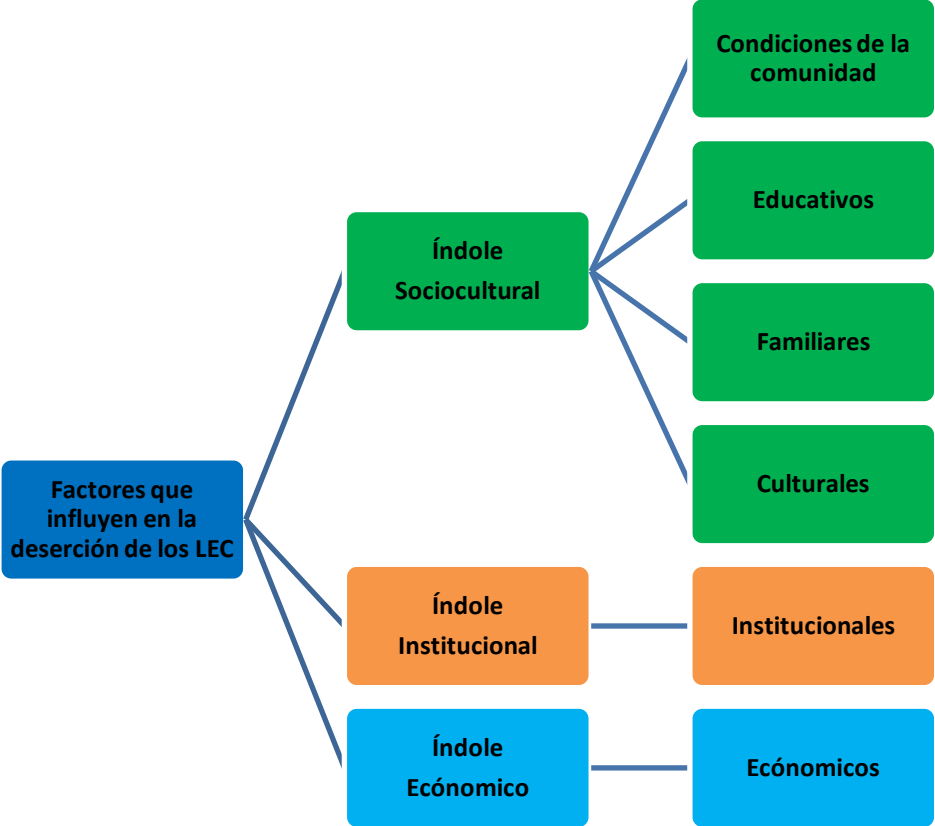 Factores que
influyen en la
deserción de los LEC
Índole
Sociocultural
Condiciones de la
comunidad
Educativos
Familiares
Culturales
Índole
Institucional
Institucionales
Índole
Ecónomico
Ecónomicos